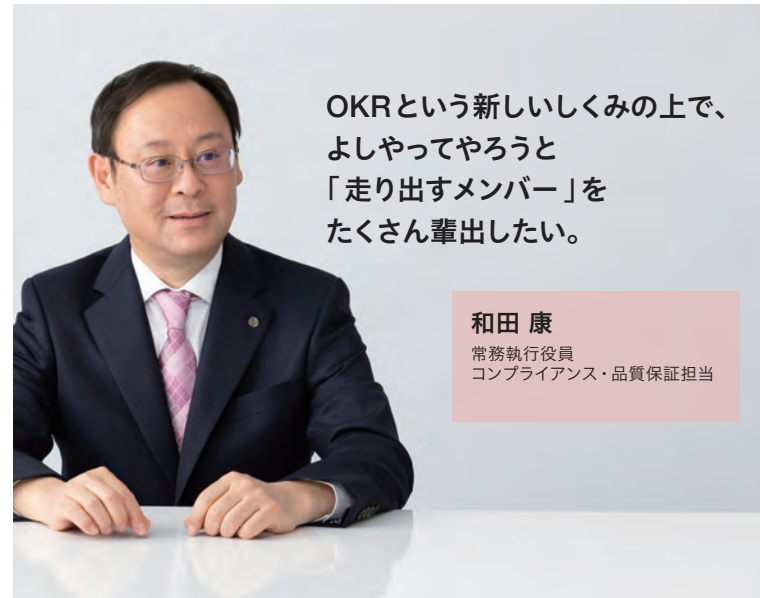 OKRという新しいしくみの上で、
よしやってやろうと
「走り出すメンバー」を
たくさん輩出したい。
和田 康
常務執行役員
コンプライアンス・品質保証担当